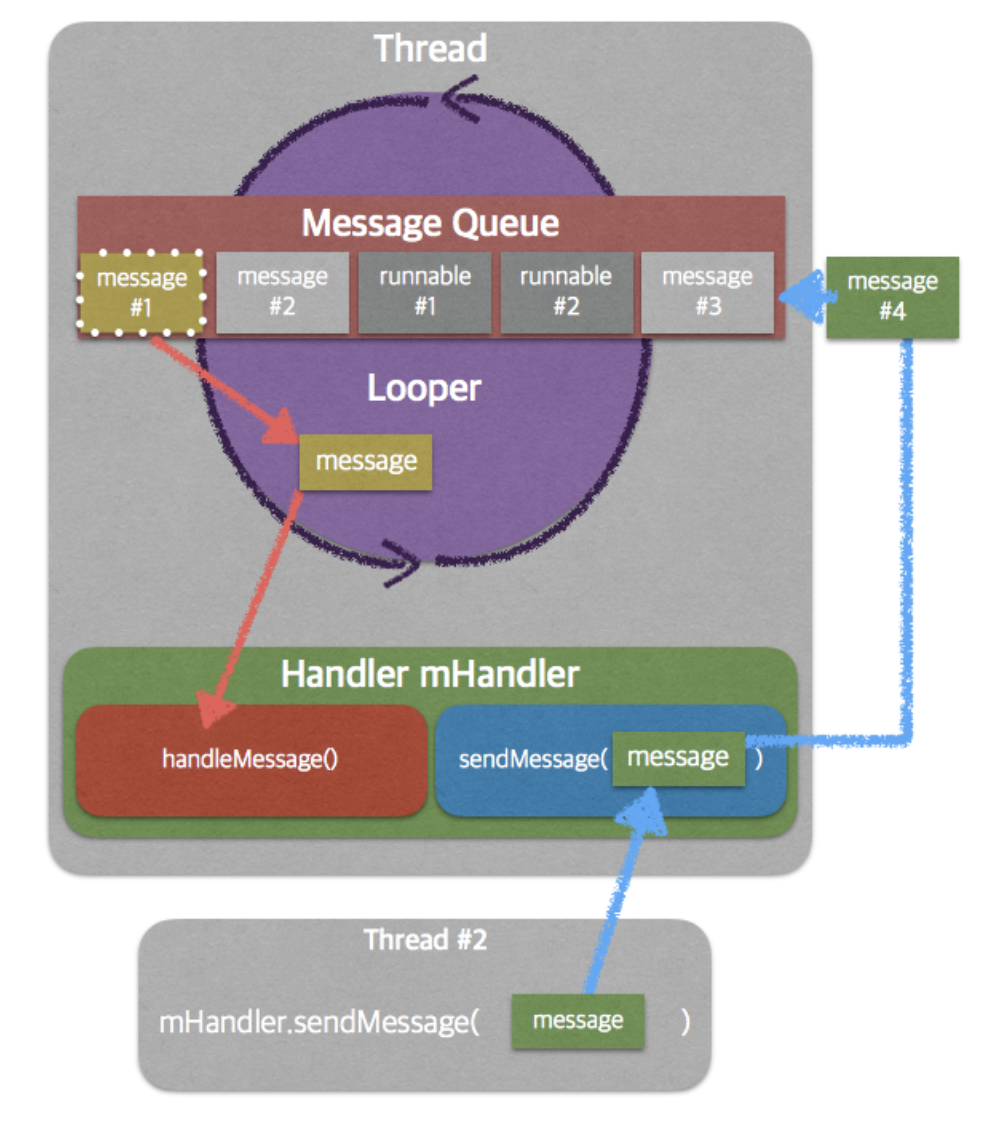 Thread
Message Queue
message
#1
message
#2
runnable
#1
runnable
#2
message
#3
message
#4
Looper
message
Handler mHandler
handleMessage()
sendMessage( message )
Thread #2
mHandler.sendMessage( message )